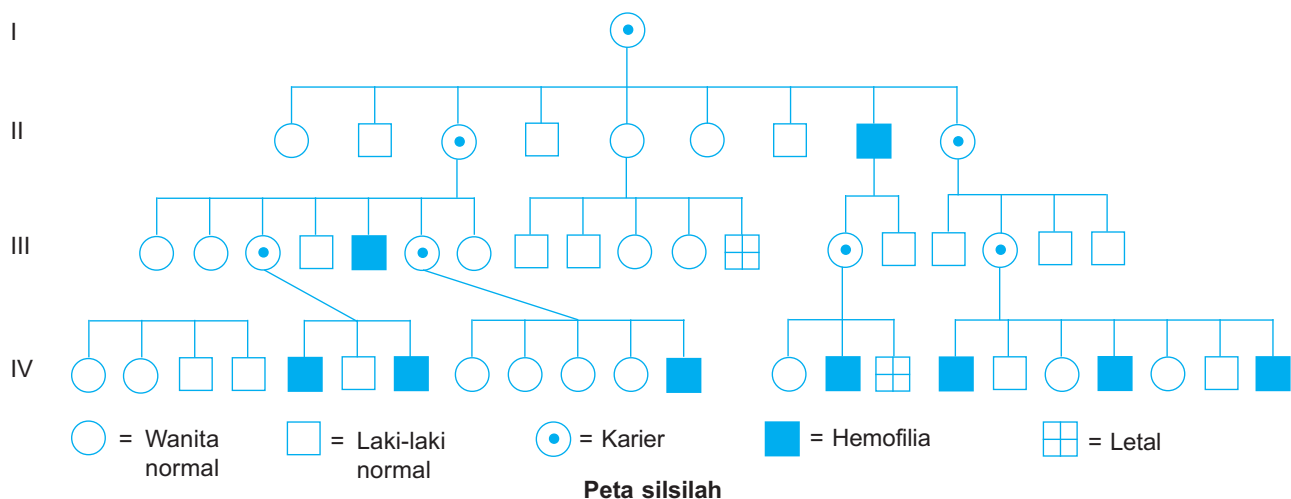 I
II
III
IV
= Wanita
normal
= Laki-laki
normal
= Karier
= Hemofilia
= Letal
Peta silsilah